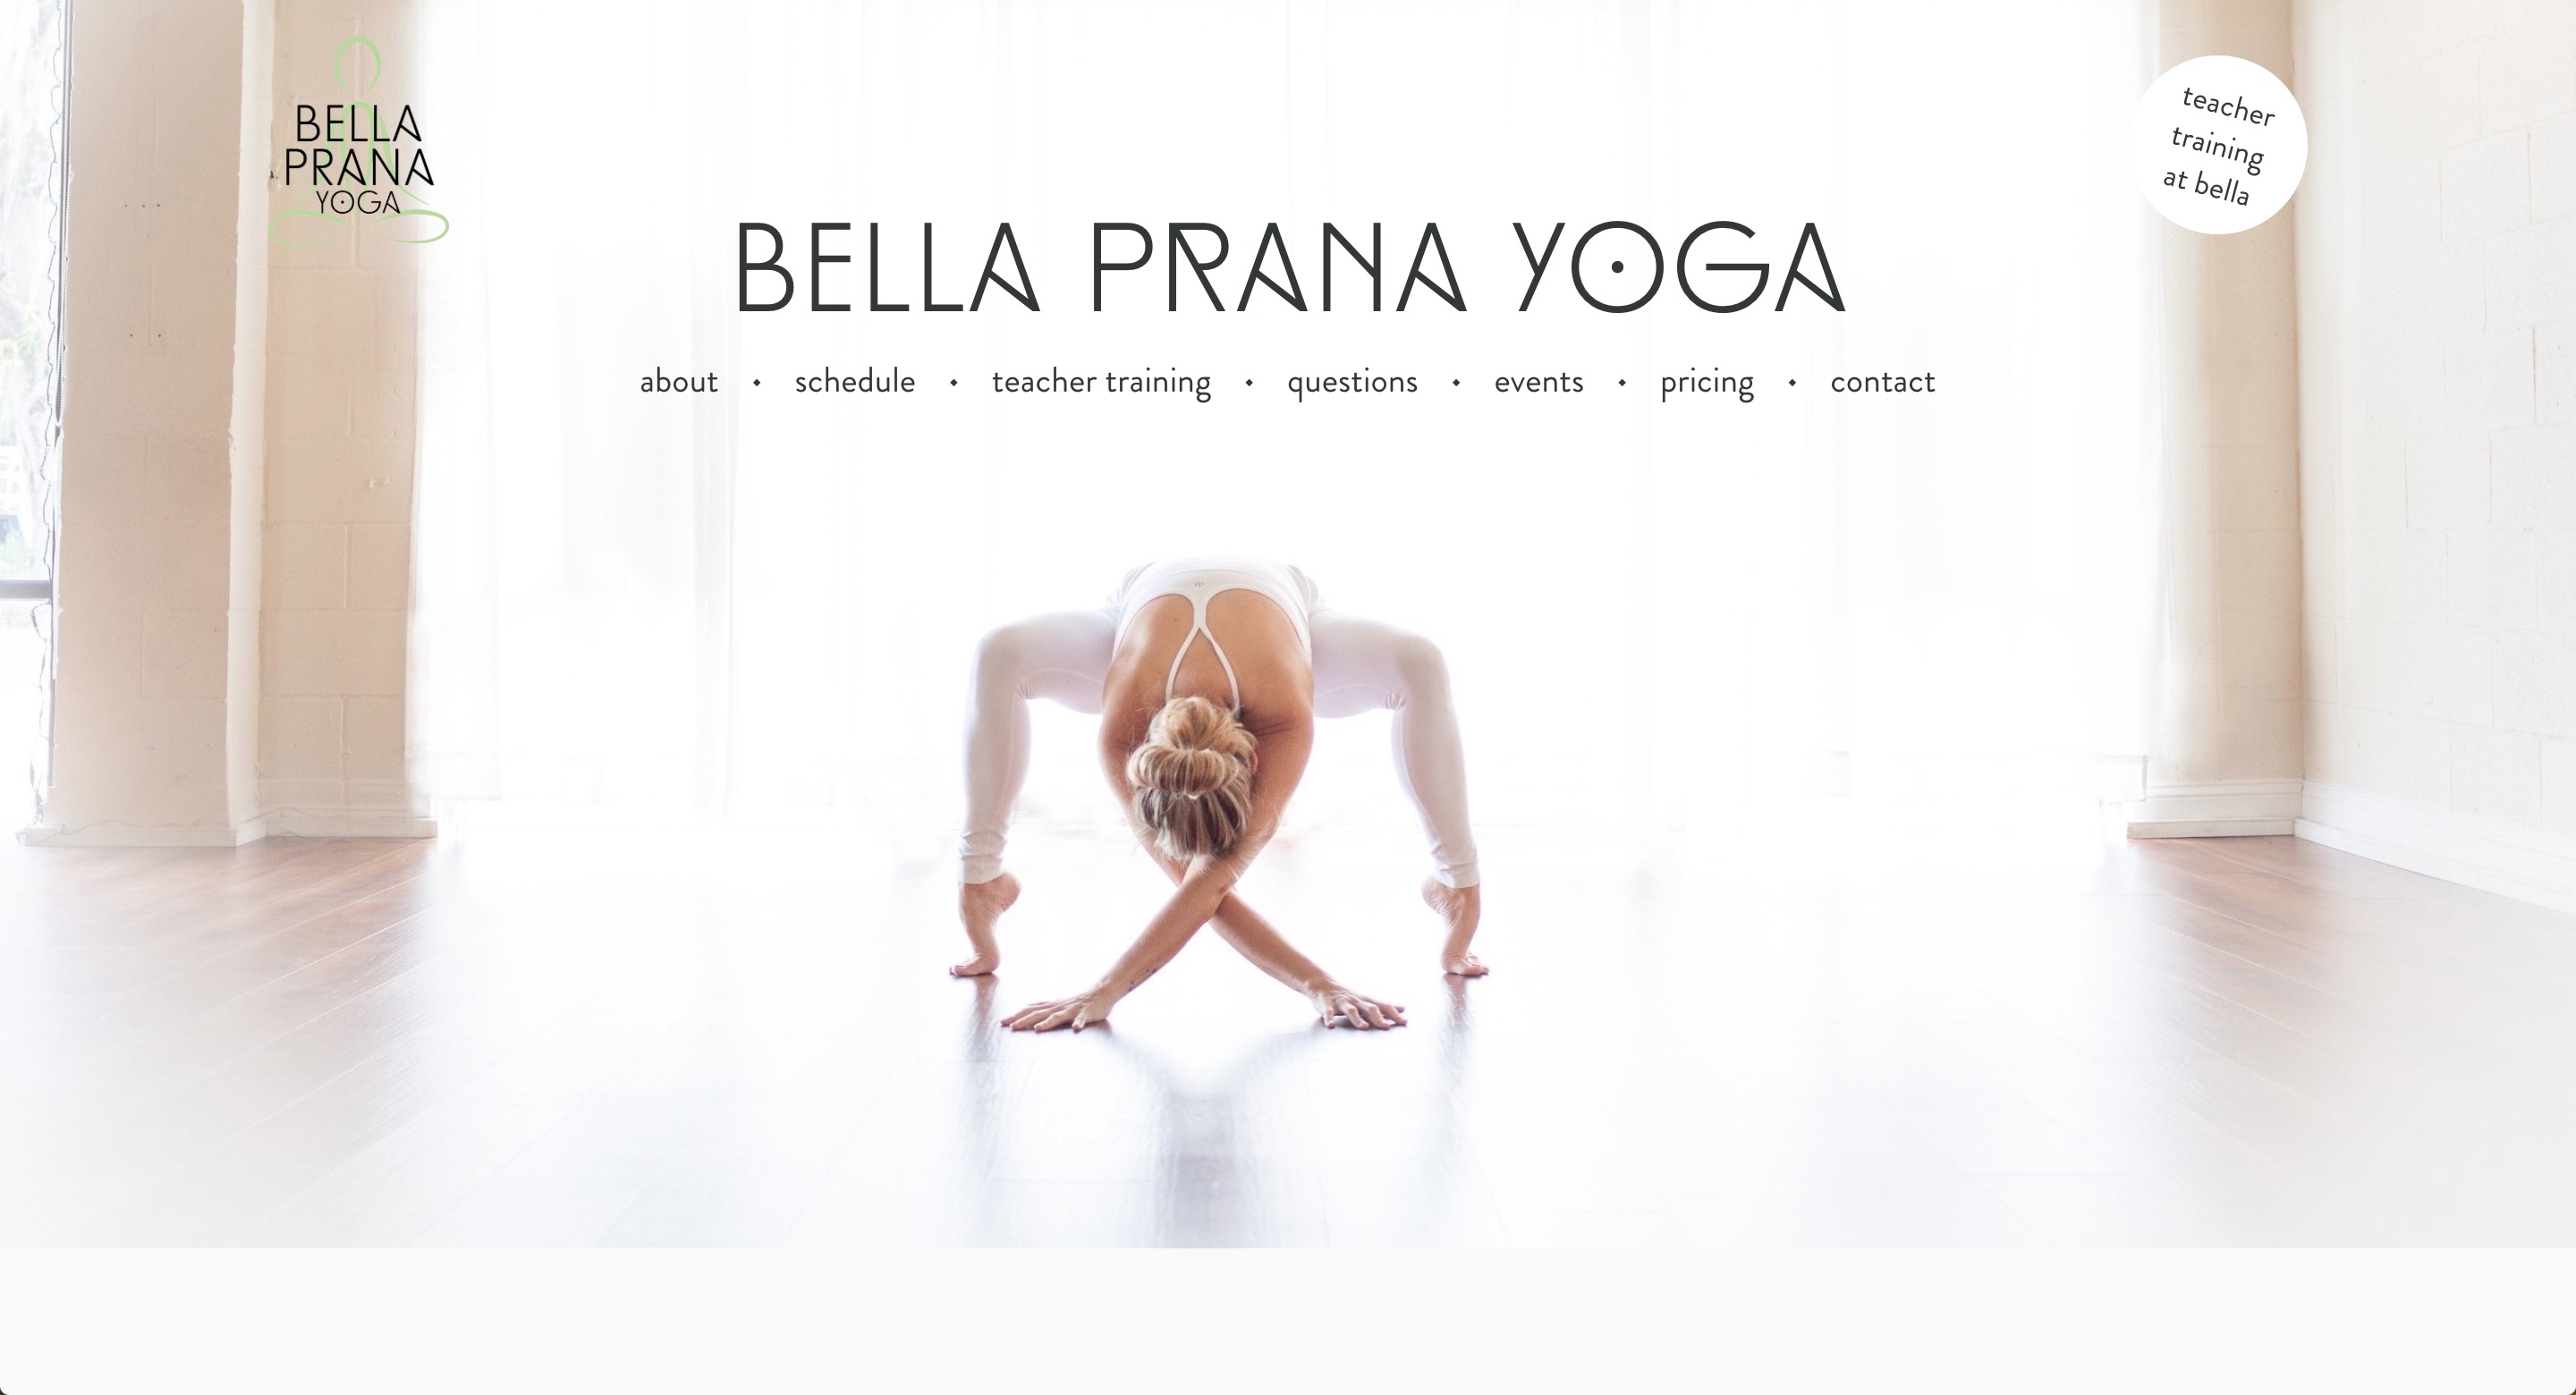 BELLA
PRANA
YOGA
teacher
training
at bella
BELLA PRANA YOGA
about • schedule • teacher training • questions • events • pricing • contact